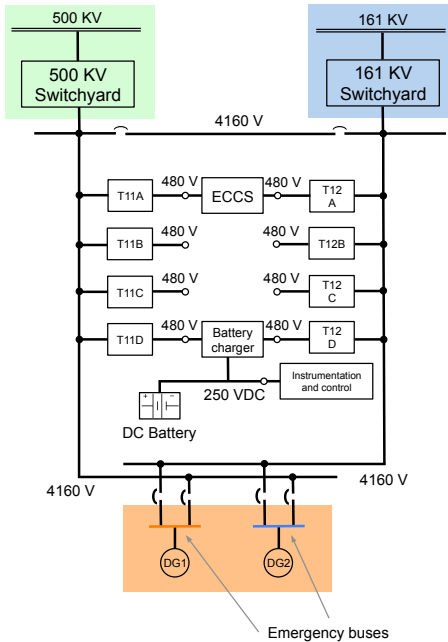 500 KV
161 KV
500 KV
Switchyard
161 KV
Switchyard
4160 V
T11A
480 V
ECCS
480 V
T12
A
T11B
480 V
480 V
T12B
T11C
480 V
480 V
T12
C
T11D
480 V
Battery
charger
480 V
T12
D
250 VDC
Instrumentation
and control
+ −
DC Battery
4160 V
4160 V
DG1
DG2
Emergency buses